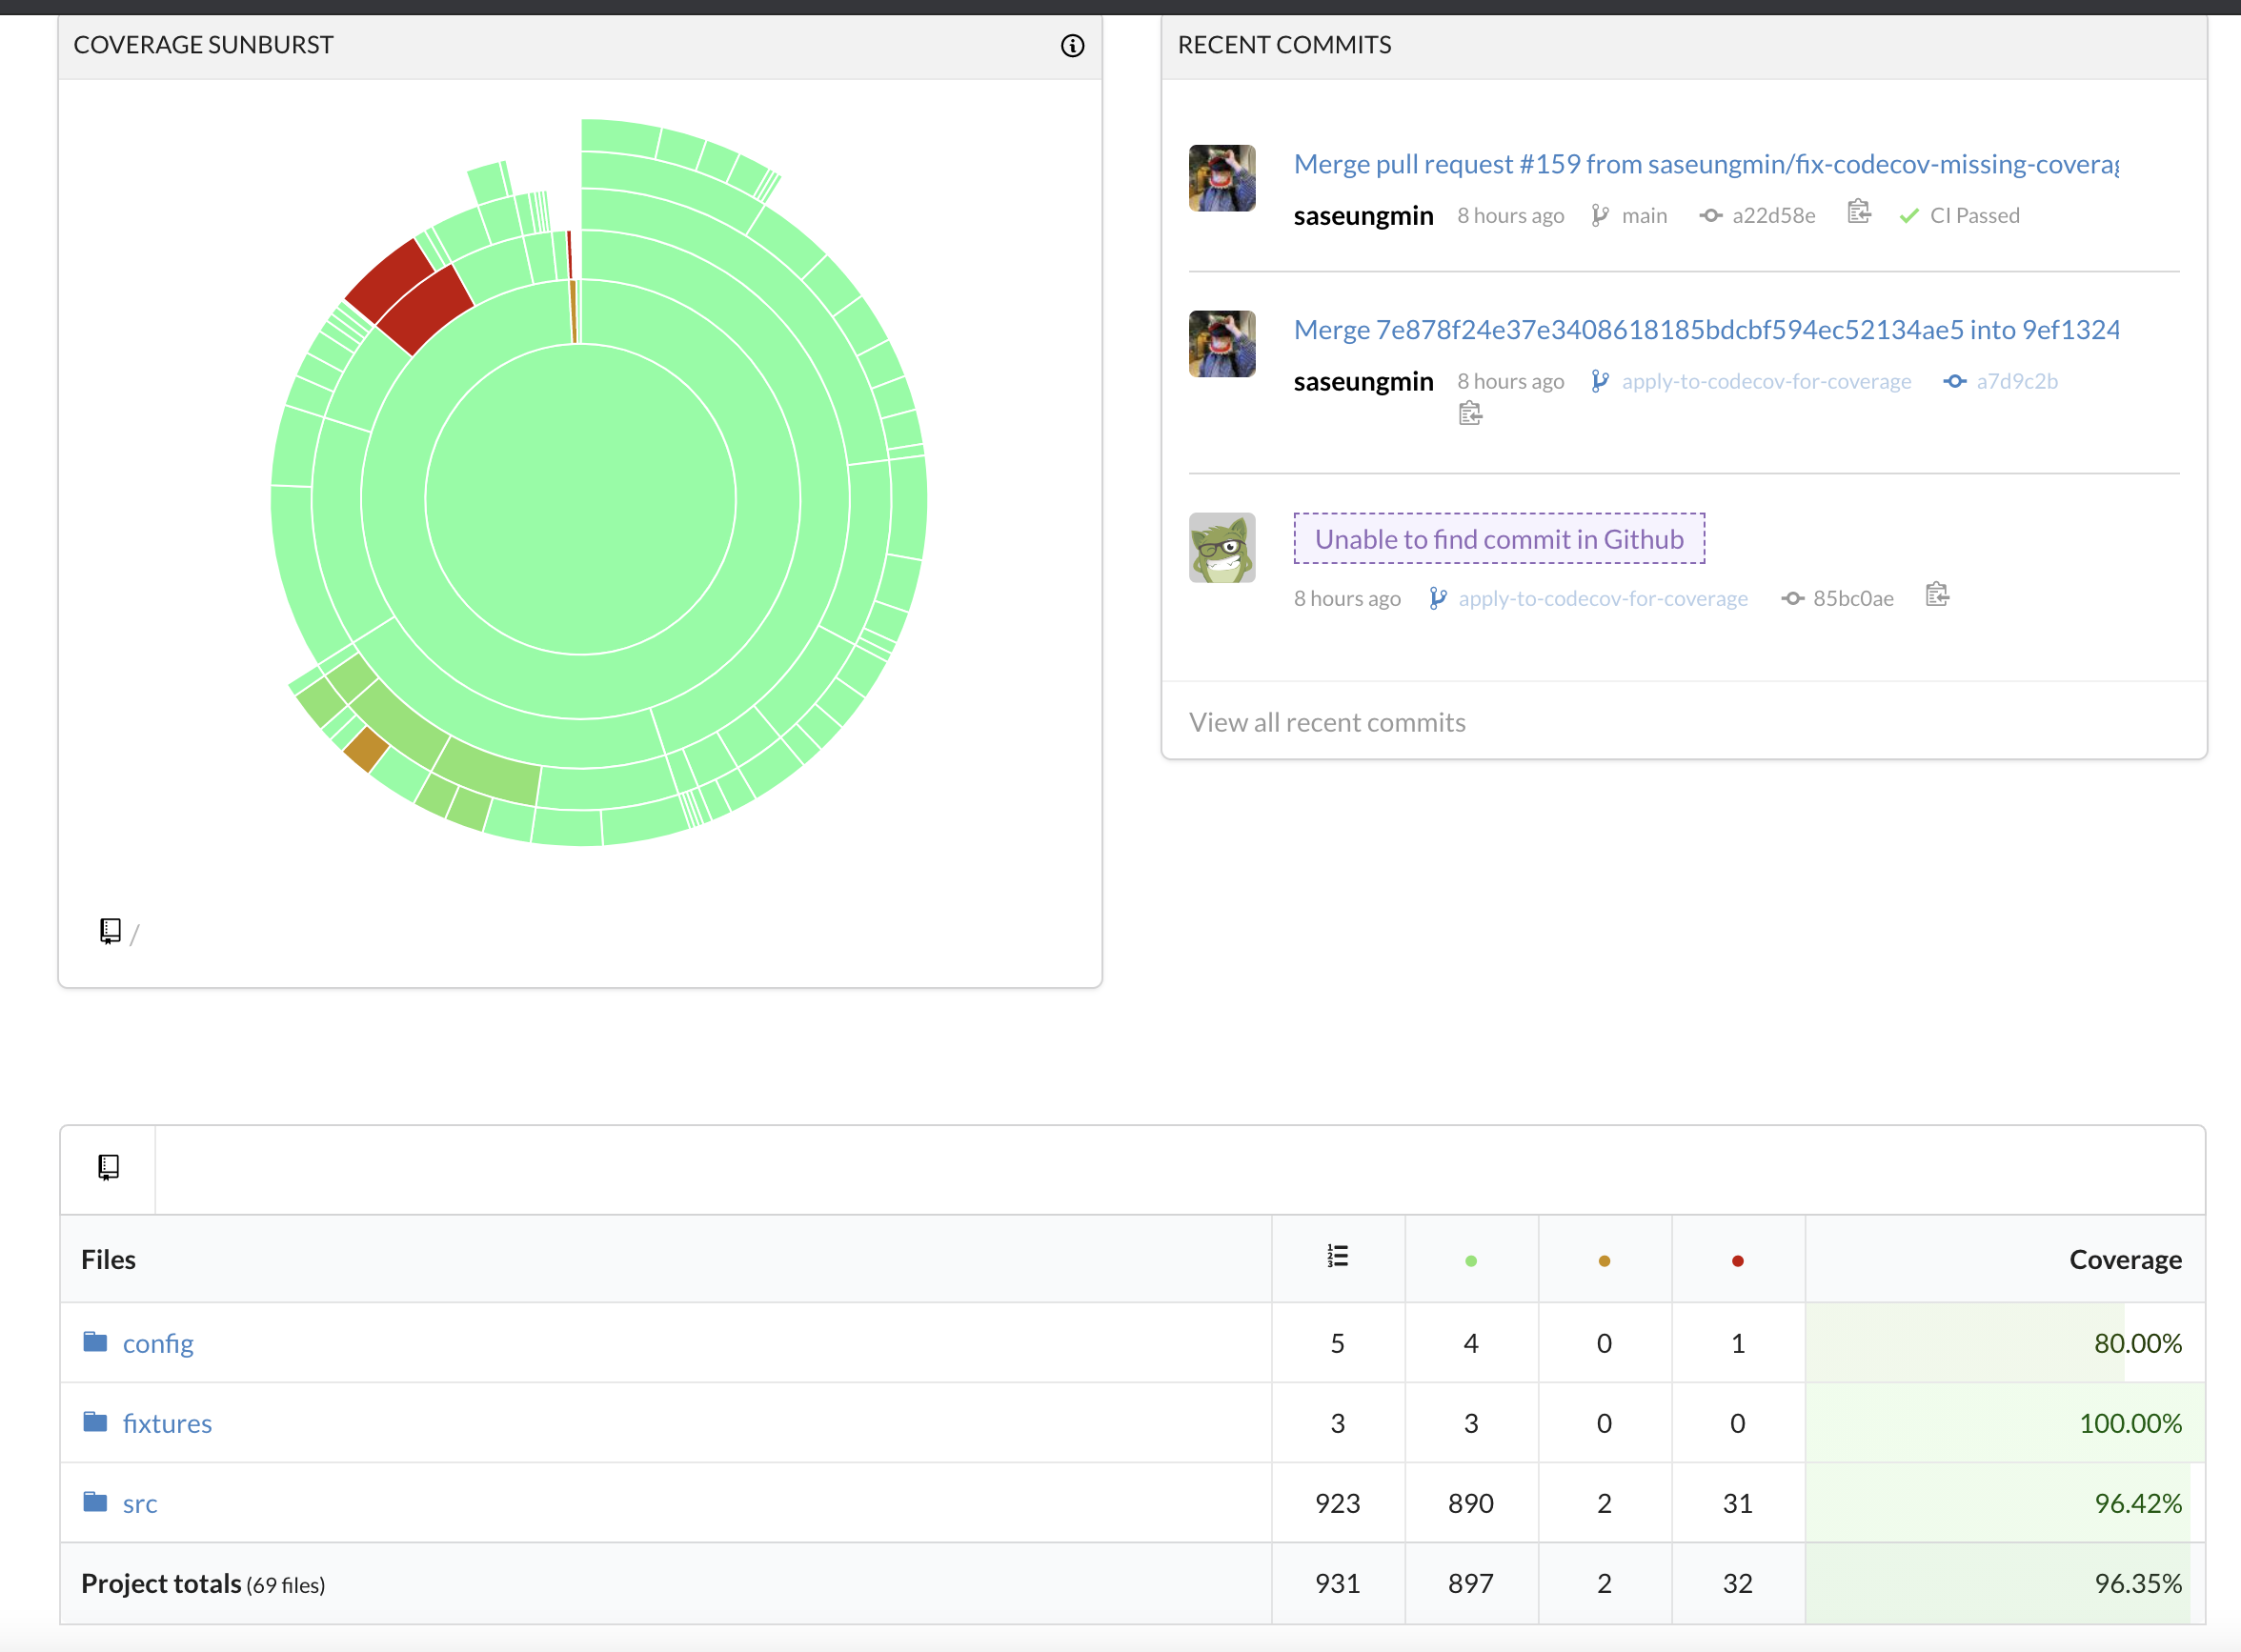 COVERAGE SUNBURST
/
RECENT COMMITS
Merge pull request #159 from saseungmin/fix-codecov-missing-coverag
saseungmin 8 hours ago main a22d58e CI Passed
Merge 7e878f24e37e3408618185bdcbf594ec52134ae5 into 9ef1324
saseungmin 8 hours ago apply-to-codecov-for-coverage a7d9c2b
Unable to find commit in Github
8 hours ago apply-to-codecov-for-coverage 85bc0ae
View all recent commits
Files Coverage
config 5 4 0 1 80.00%
fixtures 3 3 0 0 100.00%
src 923 890 2 31 96.42%
Project totals (69 files) 931 897 2 32 96.35%